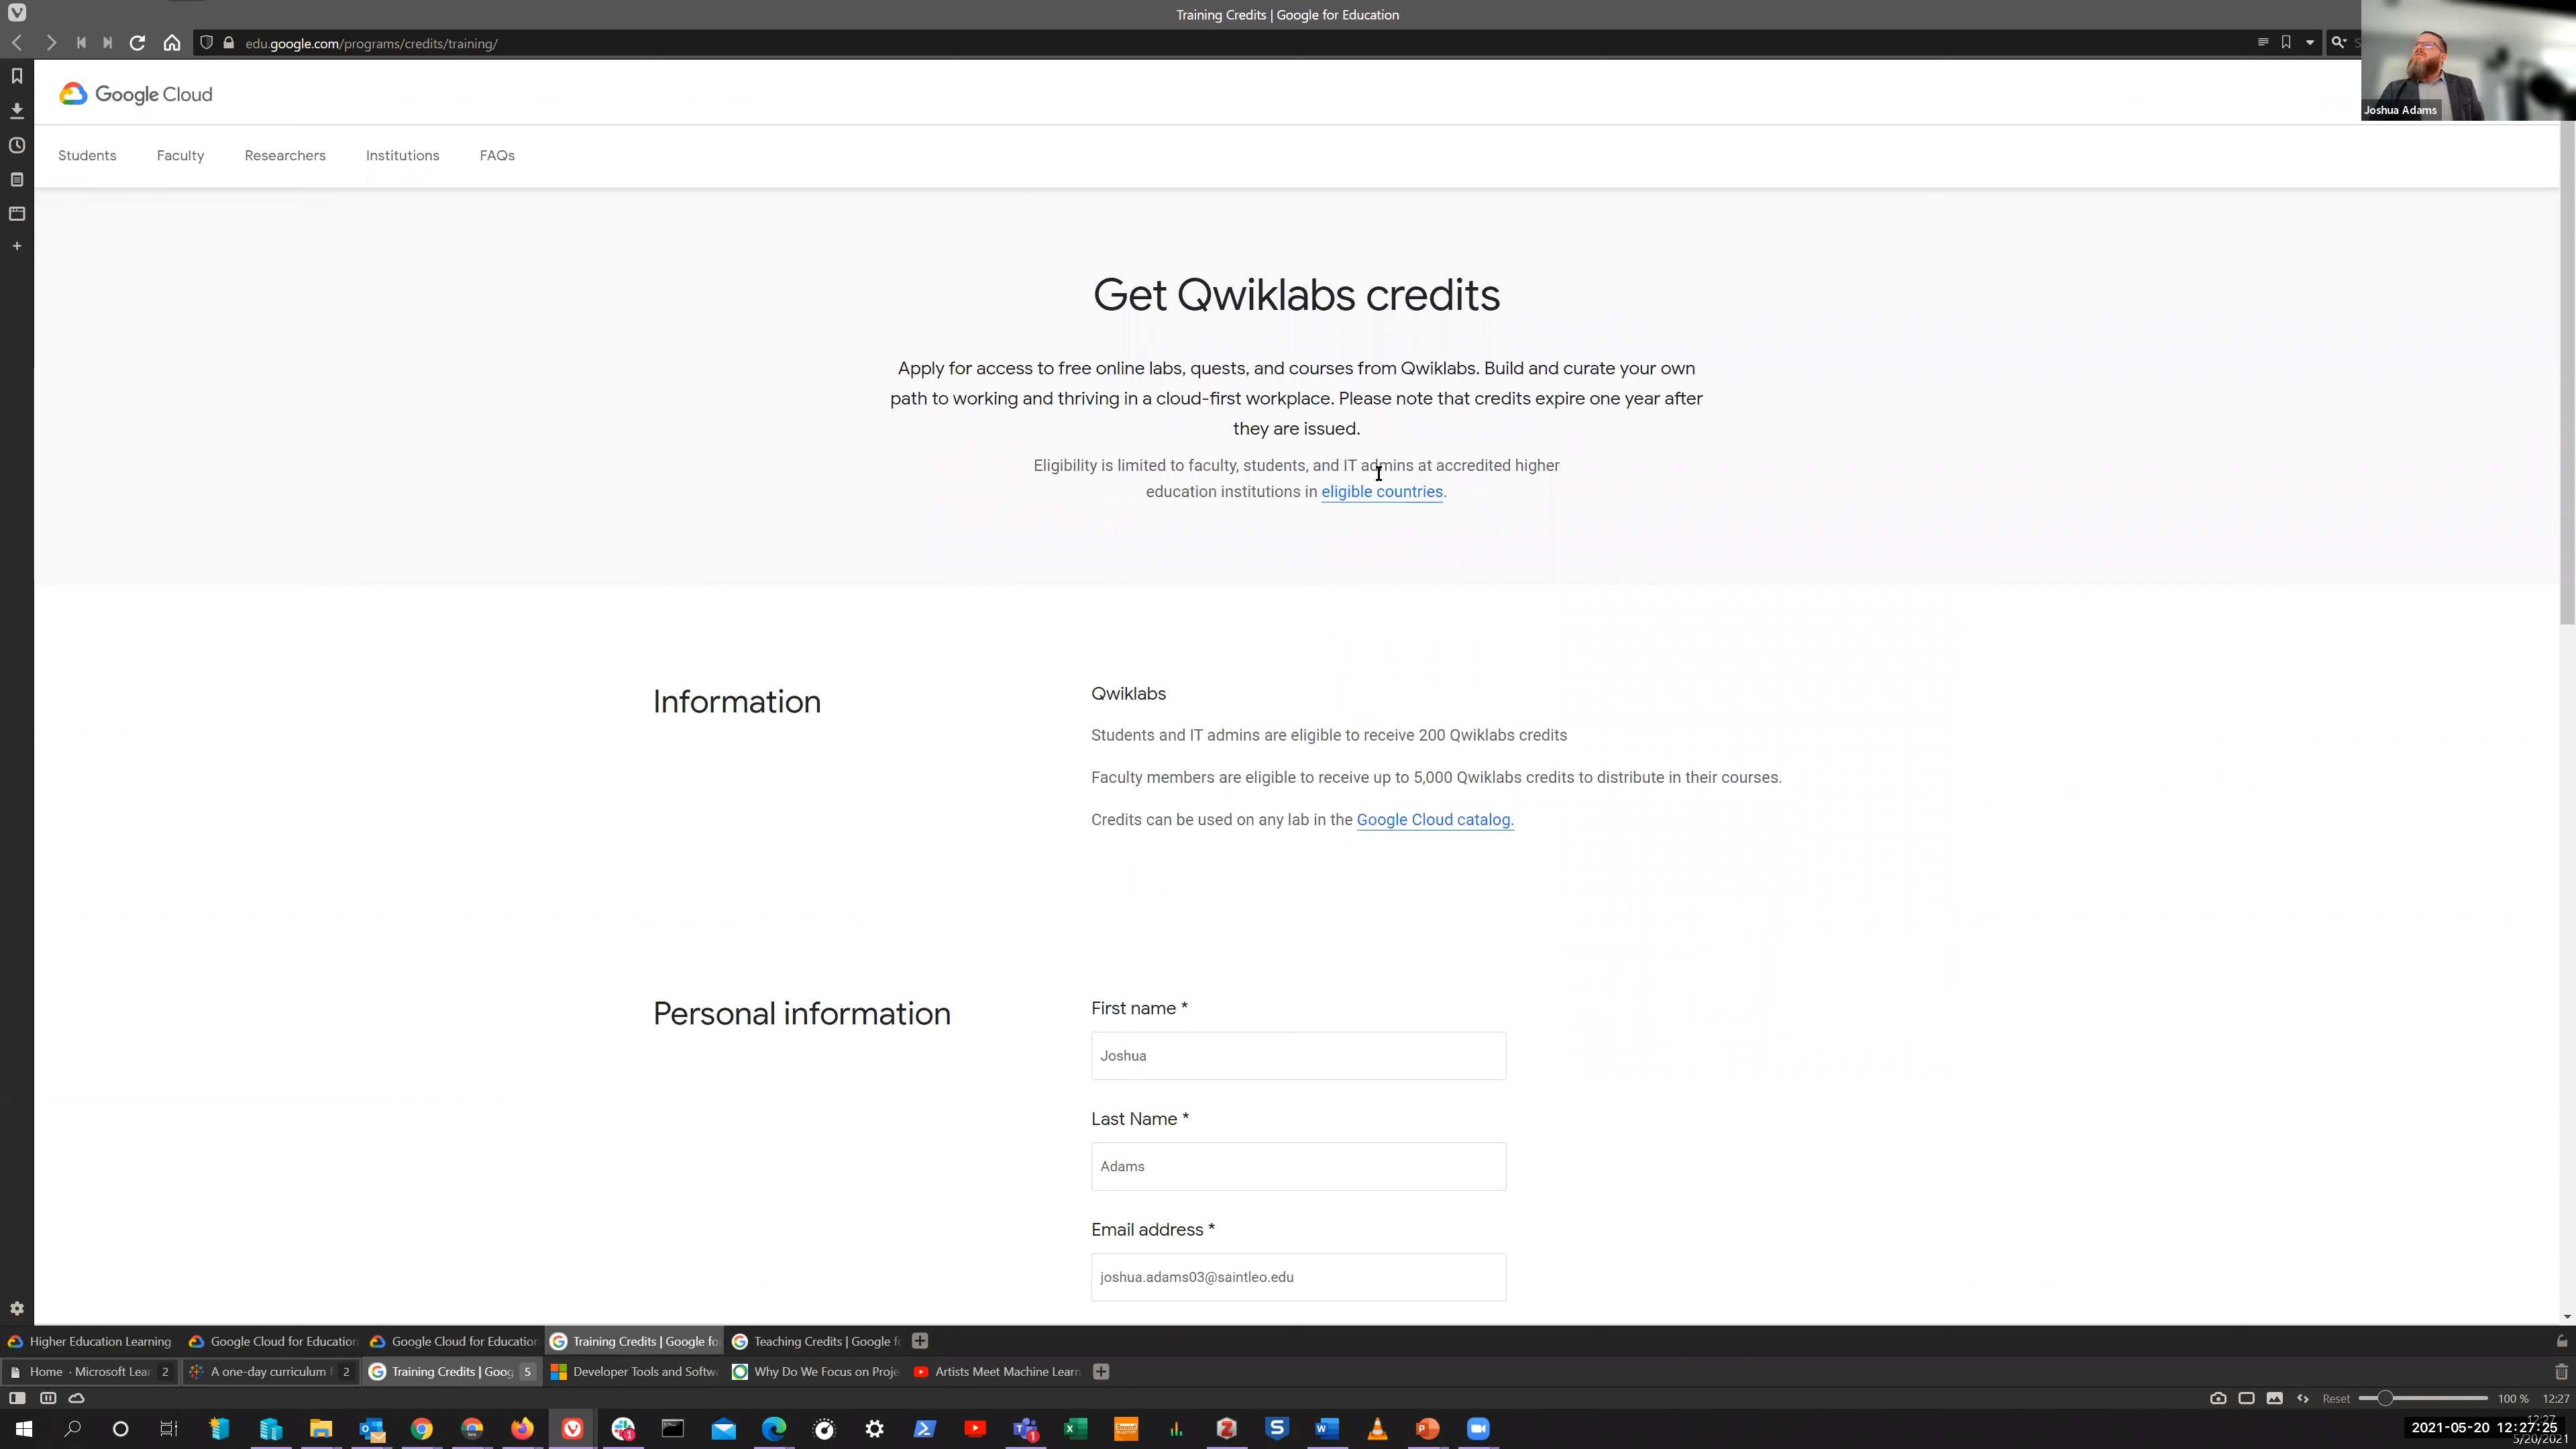 Training Credits | Google for Education
edu.google.com/programs/credits/training/
Joshua Adams
Google Cloud
Students
Faculty
Researchers
Institutions
FAQs
Get Qwiklabs credits
Apply for access to free online labs, quests, and courses from Qwiklabs. Build and curate your own
path to working and thriving in a cloud-first workplace. Please note that credits expire one year after
they are issued.
Eligibility is limited to faculty, students, and IT admins at accredited higher
education institutions in eligible countries.
Information
Qwiklabs
Students and IT admins are eligible to receive 200 Qwiklabs credits
Faculty members are eligible to receive up to 5,000 Qwiklabs credits to distribute in their courses.
Credits can be used on any lab in the Google Cloud catalog.
Personal information
First name *
Joshua
Last Name *
Adams
Email address *
joshua.adams03@saintleo.edu
Higher Education Learning
Google Cloud for Education
Google Cloud for Education
Training Credits | Google fo
Teaching Credits | Google fo
Home · Microsoft Lear 2
A one-day curriculum 2
Training Credits | Goog 5
Developer Tools and Softw
Why Do We Focus on Proje
Artists Meet Machine Learn
Reset
100 %
12:27
2021-05-20 12:27:25
12:27
5/20/2021